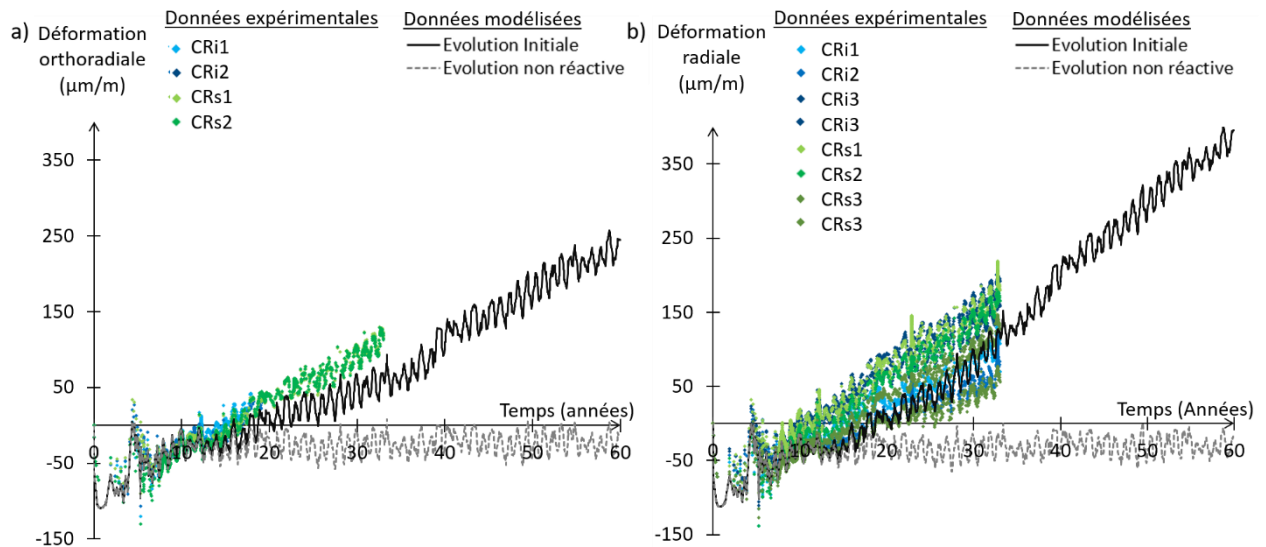 a) Déformation orthoradiale (µm/m)
Données expérimentales
CRi1
CRi2
CRs1
CRs2
Données modélisées
Evolution Initiale
Evolution non réactive
350
250
150
50
-50
-150
10 20 30 40 50 60
Temps (années)
b) Déformation radiale (µm/m)
Données expérimentales
CRi1
CRi2
CRi3
CRi3
CRs1
CRs2
CRs3
CRs3
Données modélisées
Evolution Initiale
Evolution non réactive
350
250
150
50
-50
-150
0 10 20 30 40 50 60
Temps (Années)